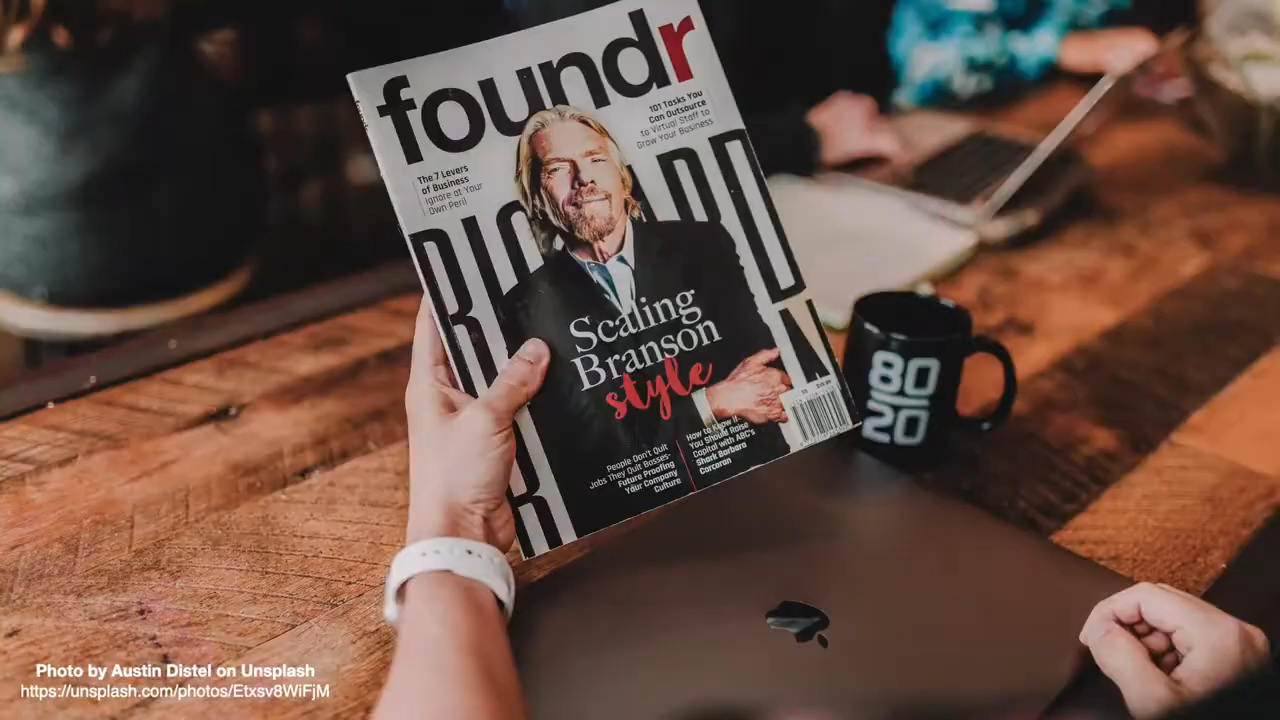 foundr
101 Tasks You
Can Outsource
to Virtual Staff to
Grow Your Business
The 7 Levers
of Business
Ignore at Your
Own Peril
Scaling
Branson
style
People Don't Quit
Jobs They Quit Bosses-
Future Proofing
Your Company
Culture
How to Know if
You Should Raise
Capital with ABC's
Shark Barbara
Corcoran
80
20
Photo by Austin Distel on Unsplash
https://unsplash.com/photos/Etxsv8WiFjM